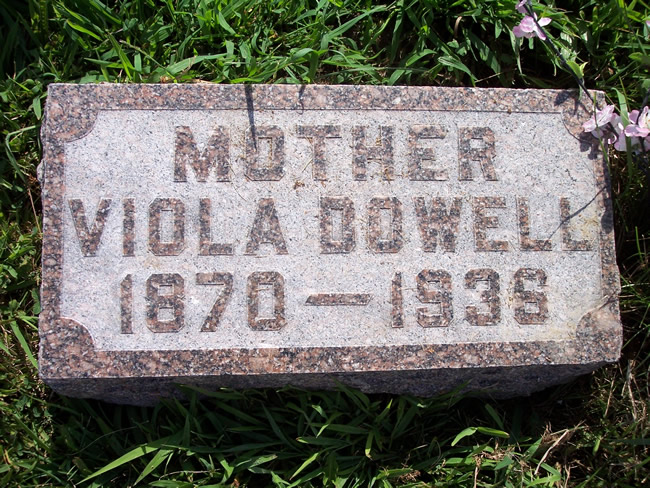 MOTHER
VIOLA DOWELL
1870 — 1936